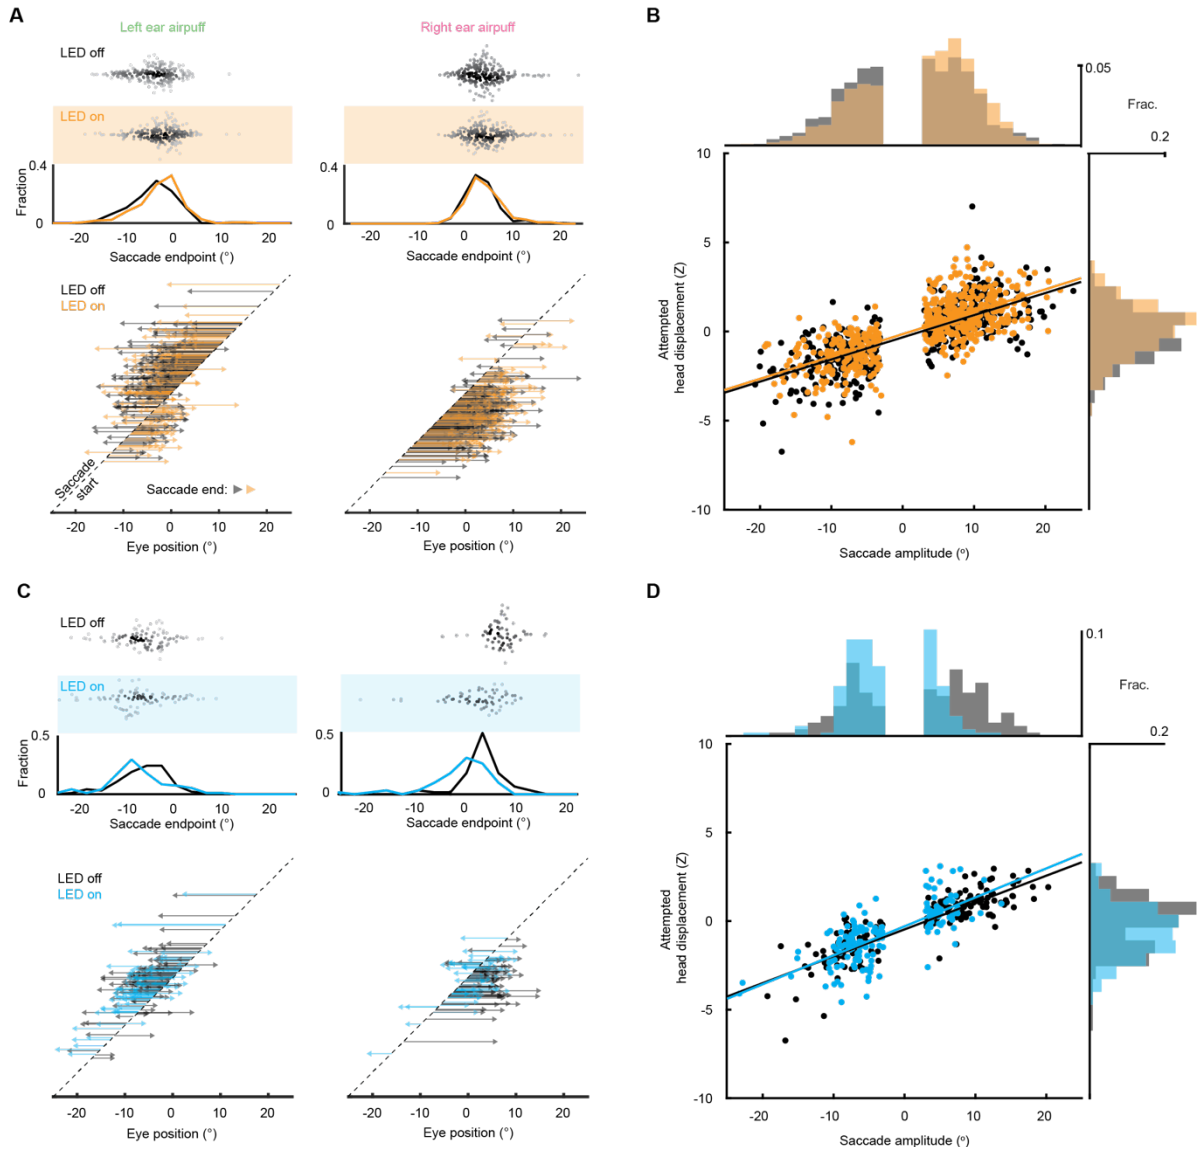 A
Left ear airpuff
Right ear airpuff
LED off
LED on
0.4
Fraction
0
-20 -10 0 10 20
Saccade endpoint (°)
-20 -10 0 10 20
Saccade endpoint (°)
LED off
LED on
Saccade start
Saccade end:
-20 -10 0 10 20
Eye position (°)
-20 -10 0 10 20
Eye position (°)
B
0.05
Frac.
0.2
10
5
0
-5
-10
Attempted
head displacement (Z)
-20 -10 0 10 20
Saccade amplitude (º)
C
LED off
LED on
0.5
Fraction
0
-20 -10 0 10 20
Saccade endpoint (°)
0.5
0
-20 -10 0 10 20
Saccade endpoint (°)
LED off
LED on
-20 -10 0 10 20
Eye position (°)
-20 -10 0 10 20
Eye position (°)
D
0.1
Frac.
0.2
10
5
0
-5
-10
Attempted
head displacement (Z)
-20 -10 0 10 20
Saccade amplitude (º)